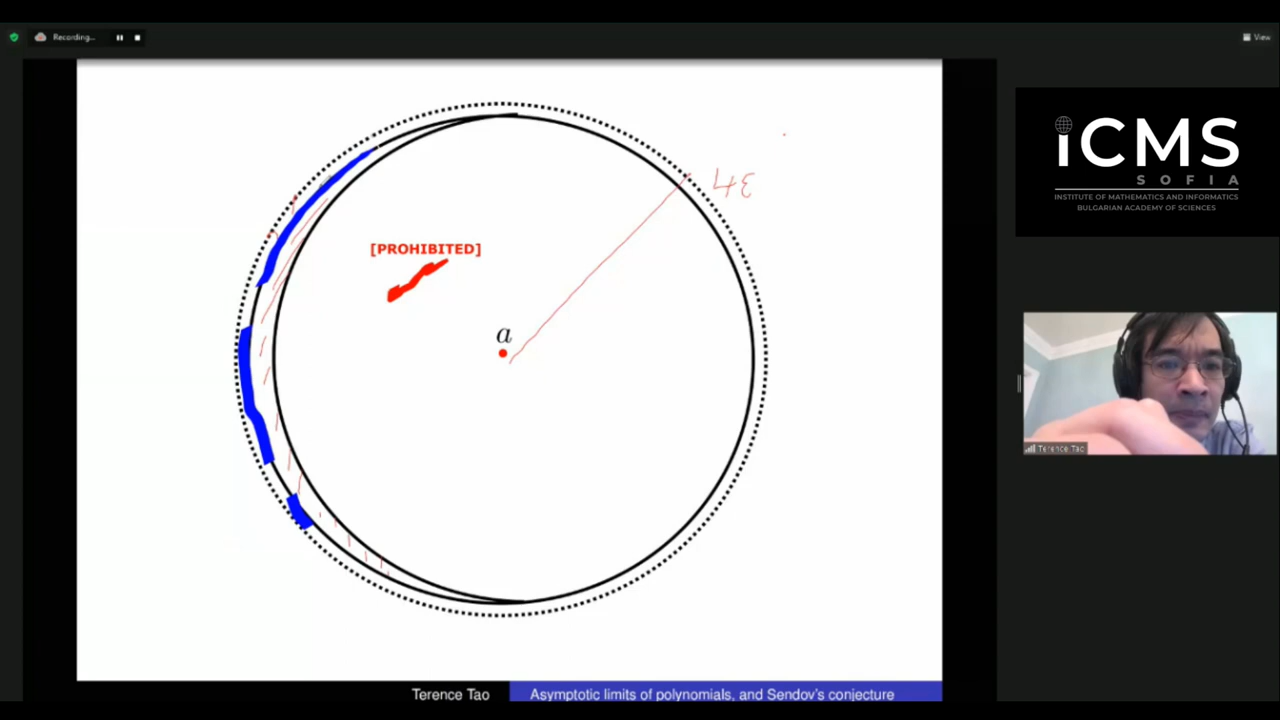 Recording...
View
4ε
[PROHIBITED]
a
iCMS
SOFIA
INSTITUTE OF MATHEMATICS AND INFORMATICS
BULGARIAN ACADEMY OF SCIENCES
Terence Tao
Terence Tao
Asymptotic limits of polynomials, and Sendov's conjecture